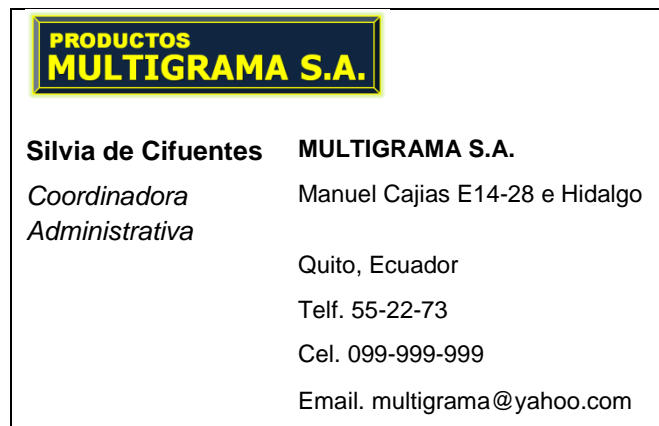 PRODUCTOS
MULTIGRAMA S.A.
Silvia de Cifuentes
Coordinadora
Administrativa
MULTIGRAMA S.A.
Manuel Cajias E14-28 e Hidalgo
Quito, Ecuador
Telf. 55-22-73
Cel. 099-999-999
Email. multigrama@yahoo.com